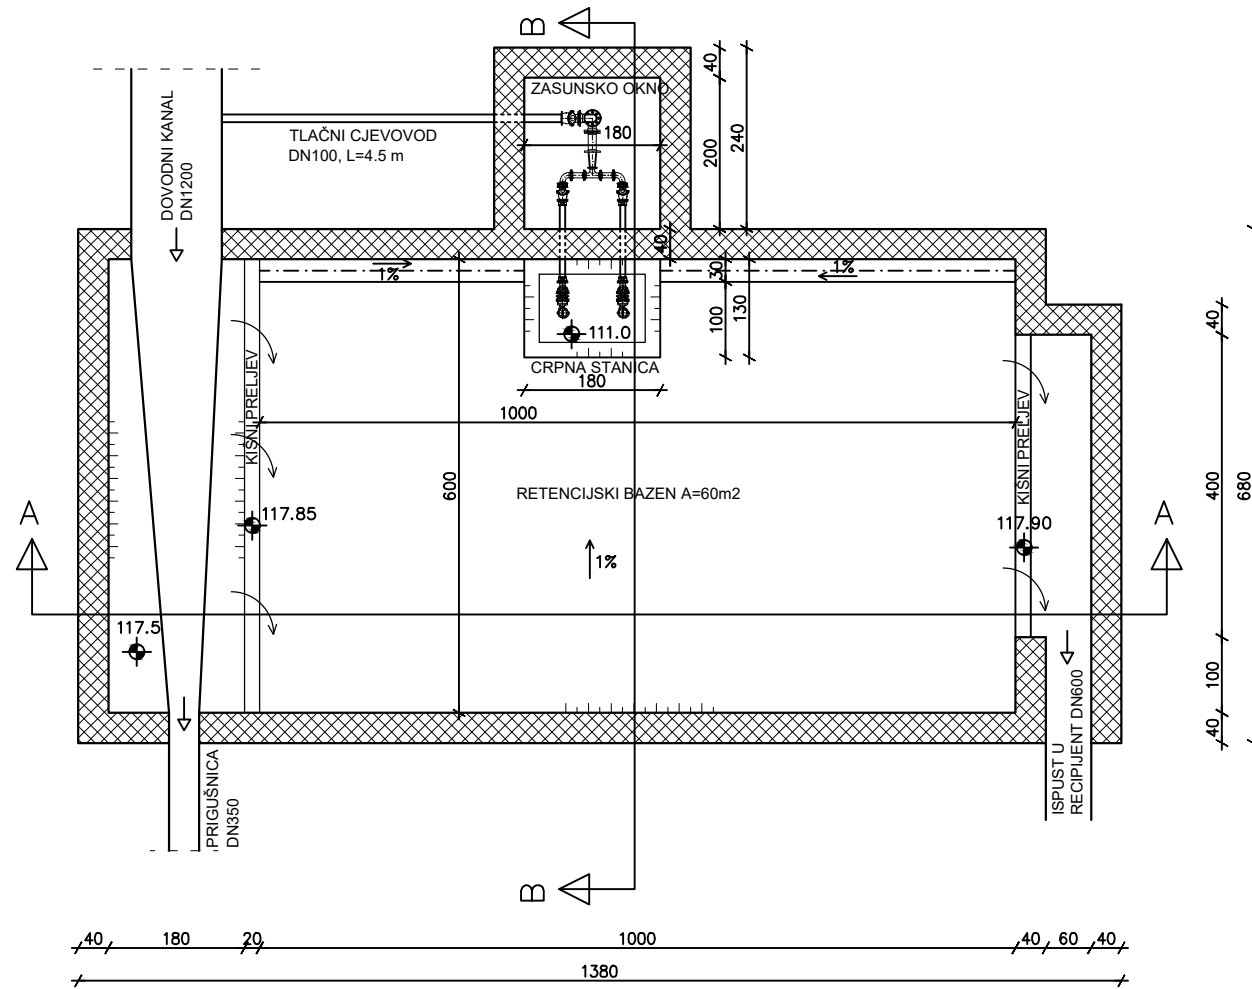 B
40
ZASUNSKO OKNO
DOVODNI KANAL
DN1200
TLAČNI CJEVOVOD
DN100, L=4.5 m
180
200
240
40
1%
1%
30
100
130
111.0
CRPNA STANICA
180
40
KIŠNI PRELJEV
1000
KIŠNI PRELJEV
600
RETENCIJSKI BAZEN A=60m2
400
680
A
117.85
117.90
A
1%
117.5
100
40
PRIGUŠNICA
DN350
ISPUST U
RECIPIJENT DN600
B
40
180
20
1000
40
60
40
1380